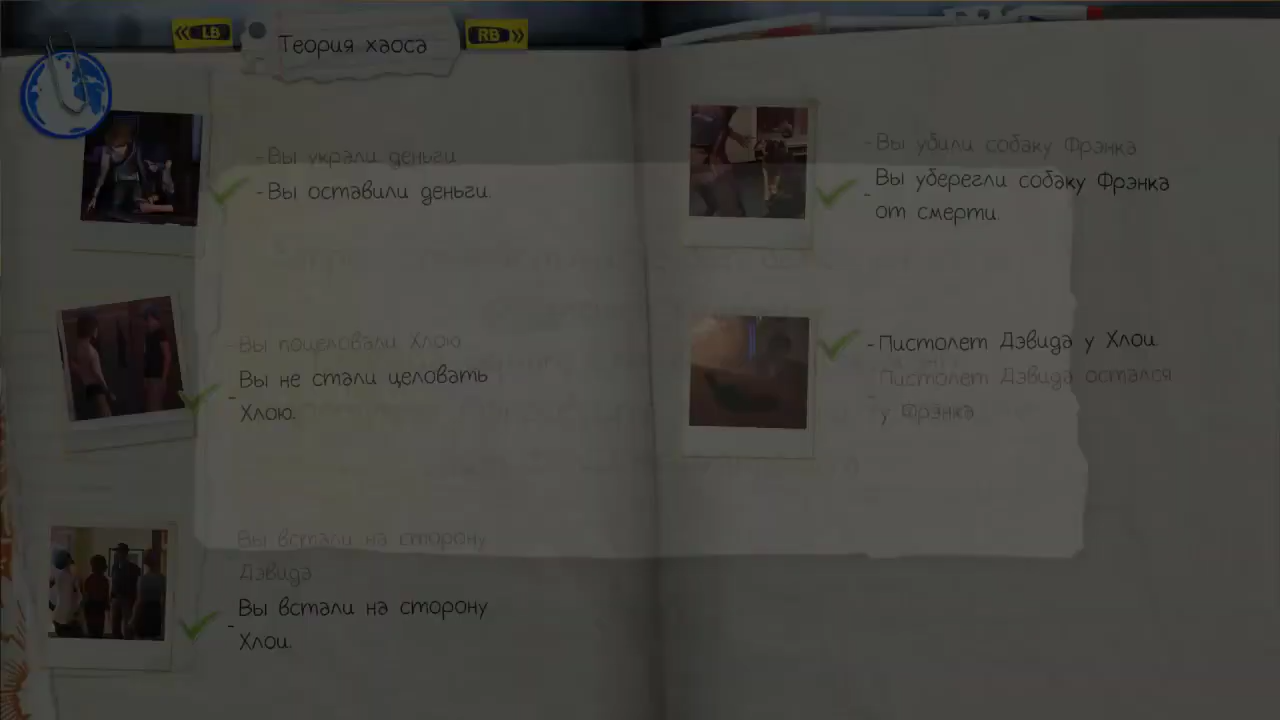 LB
Теория хаоса
RB
-Вы украли деньги
-Вы оставили деньги.
-Вы поцеловали Хлою
-Вы не стали целовать
Хлою.
Вы встали на сторону
Дэвида
-Вы встали на сторону
Хлои.
-Вы убили собаку Фрэнка
-Вы уберегли собаку Фрэнка
от смерти.
-Пистолет Дэвида у Хлои.
-Пистолет Дэвида остался
у Фрэнка